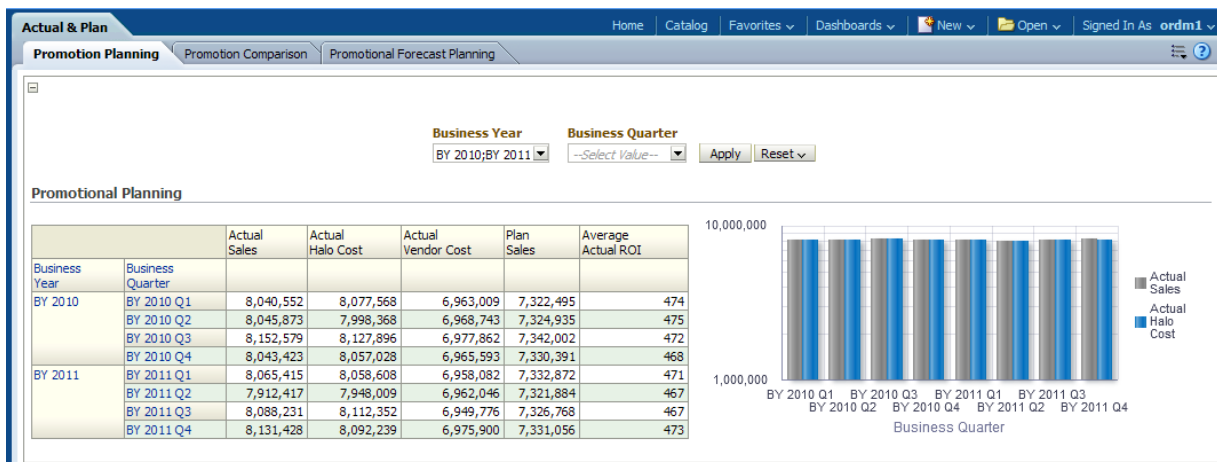 Actual & Plan
Home Catalog Favorites Dashboards New Open Signed In As ordm1
Promotion Planning Promotion Comparison Promotional Forecast Planning
Business Year Business Quarter
BY 2010;BY 2011 --Select Value-- Apply Reset
Promotional Planning
Actual Sales Actual Halo Cost Actual Vendor Cost Plan Sales Average Actual ROI
Business Year Business Quarter
BY 2010 BY 2010 Q1 8,040,552 8,077,568 6,963,009 7,322,495 474
BY 2010 Q2 8,045,873 7,998,368 6,968,743 7,324,935 475
BY 2010 Q3 8,152,579 8,127,896 6,977,862 7,342,002 472
BY 2010 Q4 8,043,423 8,057,028 6,965,593 7,330,391 468
BY 2011 BY 2011 Q1 8,065,415 8,058,608 6,958,082 7,332,872 471
BY 2011 Q2 7,912,417 7,948,009 6,962,046 7,321,884 467
BY 2011 Q3 8,088,231 8,112,352 6,949,776 7,326,768 467
BY 2011 Q4 8,131,428 8,092,239 6,975,900 7,331,056 473
10,000,000
1,000,000
BY 2010 Q1 BY 2010 Q3 BY 2011 Q1 BY 2011 Q3
BY 2010 Q2 BY 2010 Q4 BY 2011 Q2 BY 2011 Q4
Business Quarter
Actual Sales
Actual Halo Cost